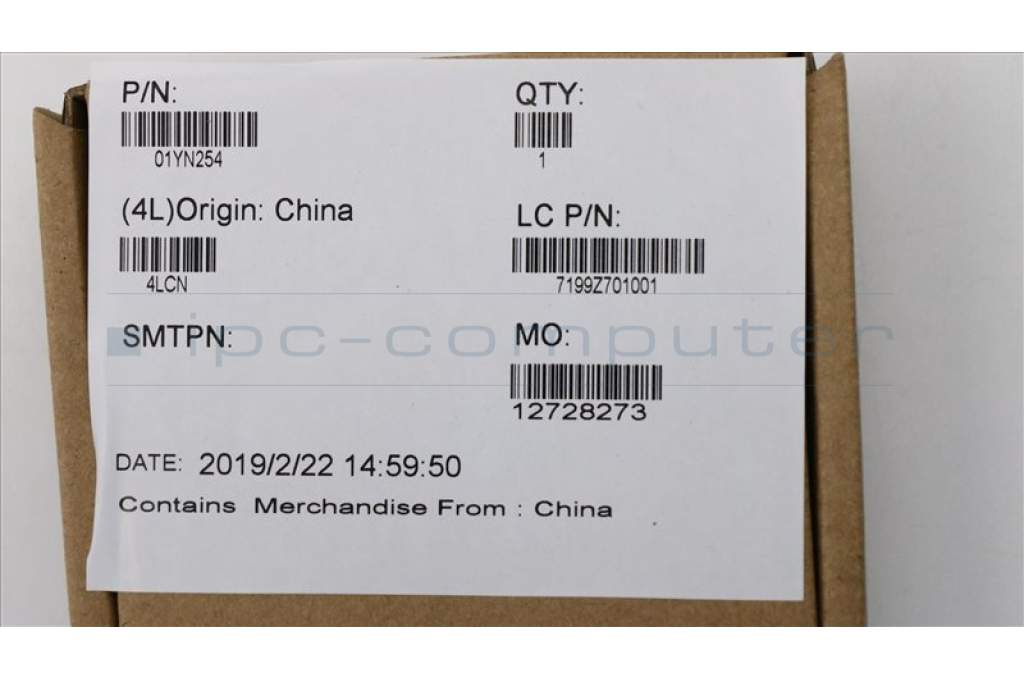 P/N:
01YN254
QTY:
1
(4L)Origin: China
4LCN
LC P/N:
7199Z701001
SMTPN:
MO:
12728273
ipc-computer
DATE: 2019/2/22 14:59:50
Contains Merchandise From : China